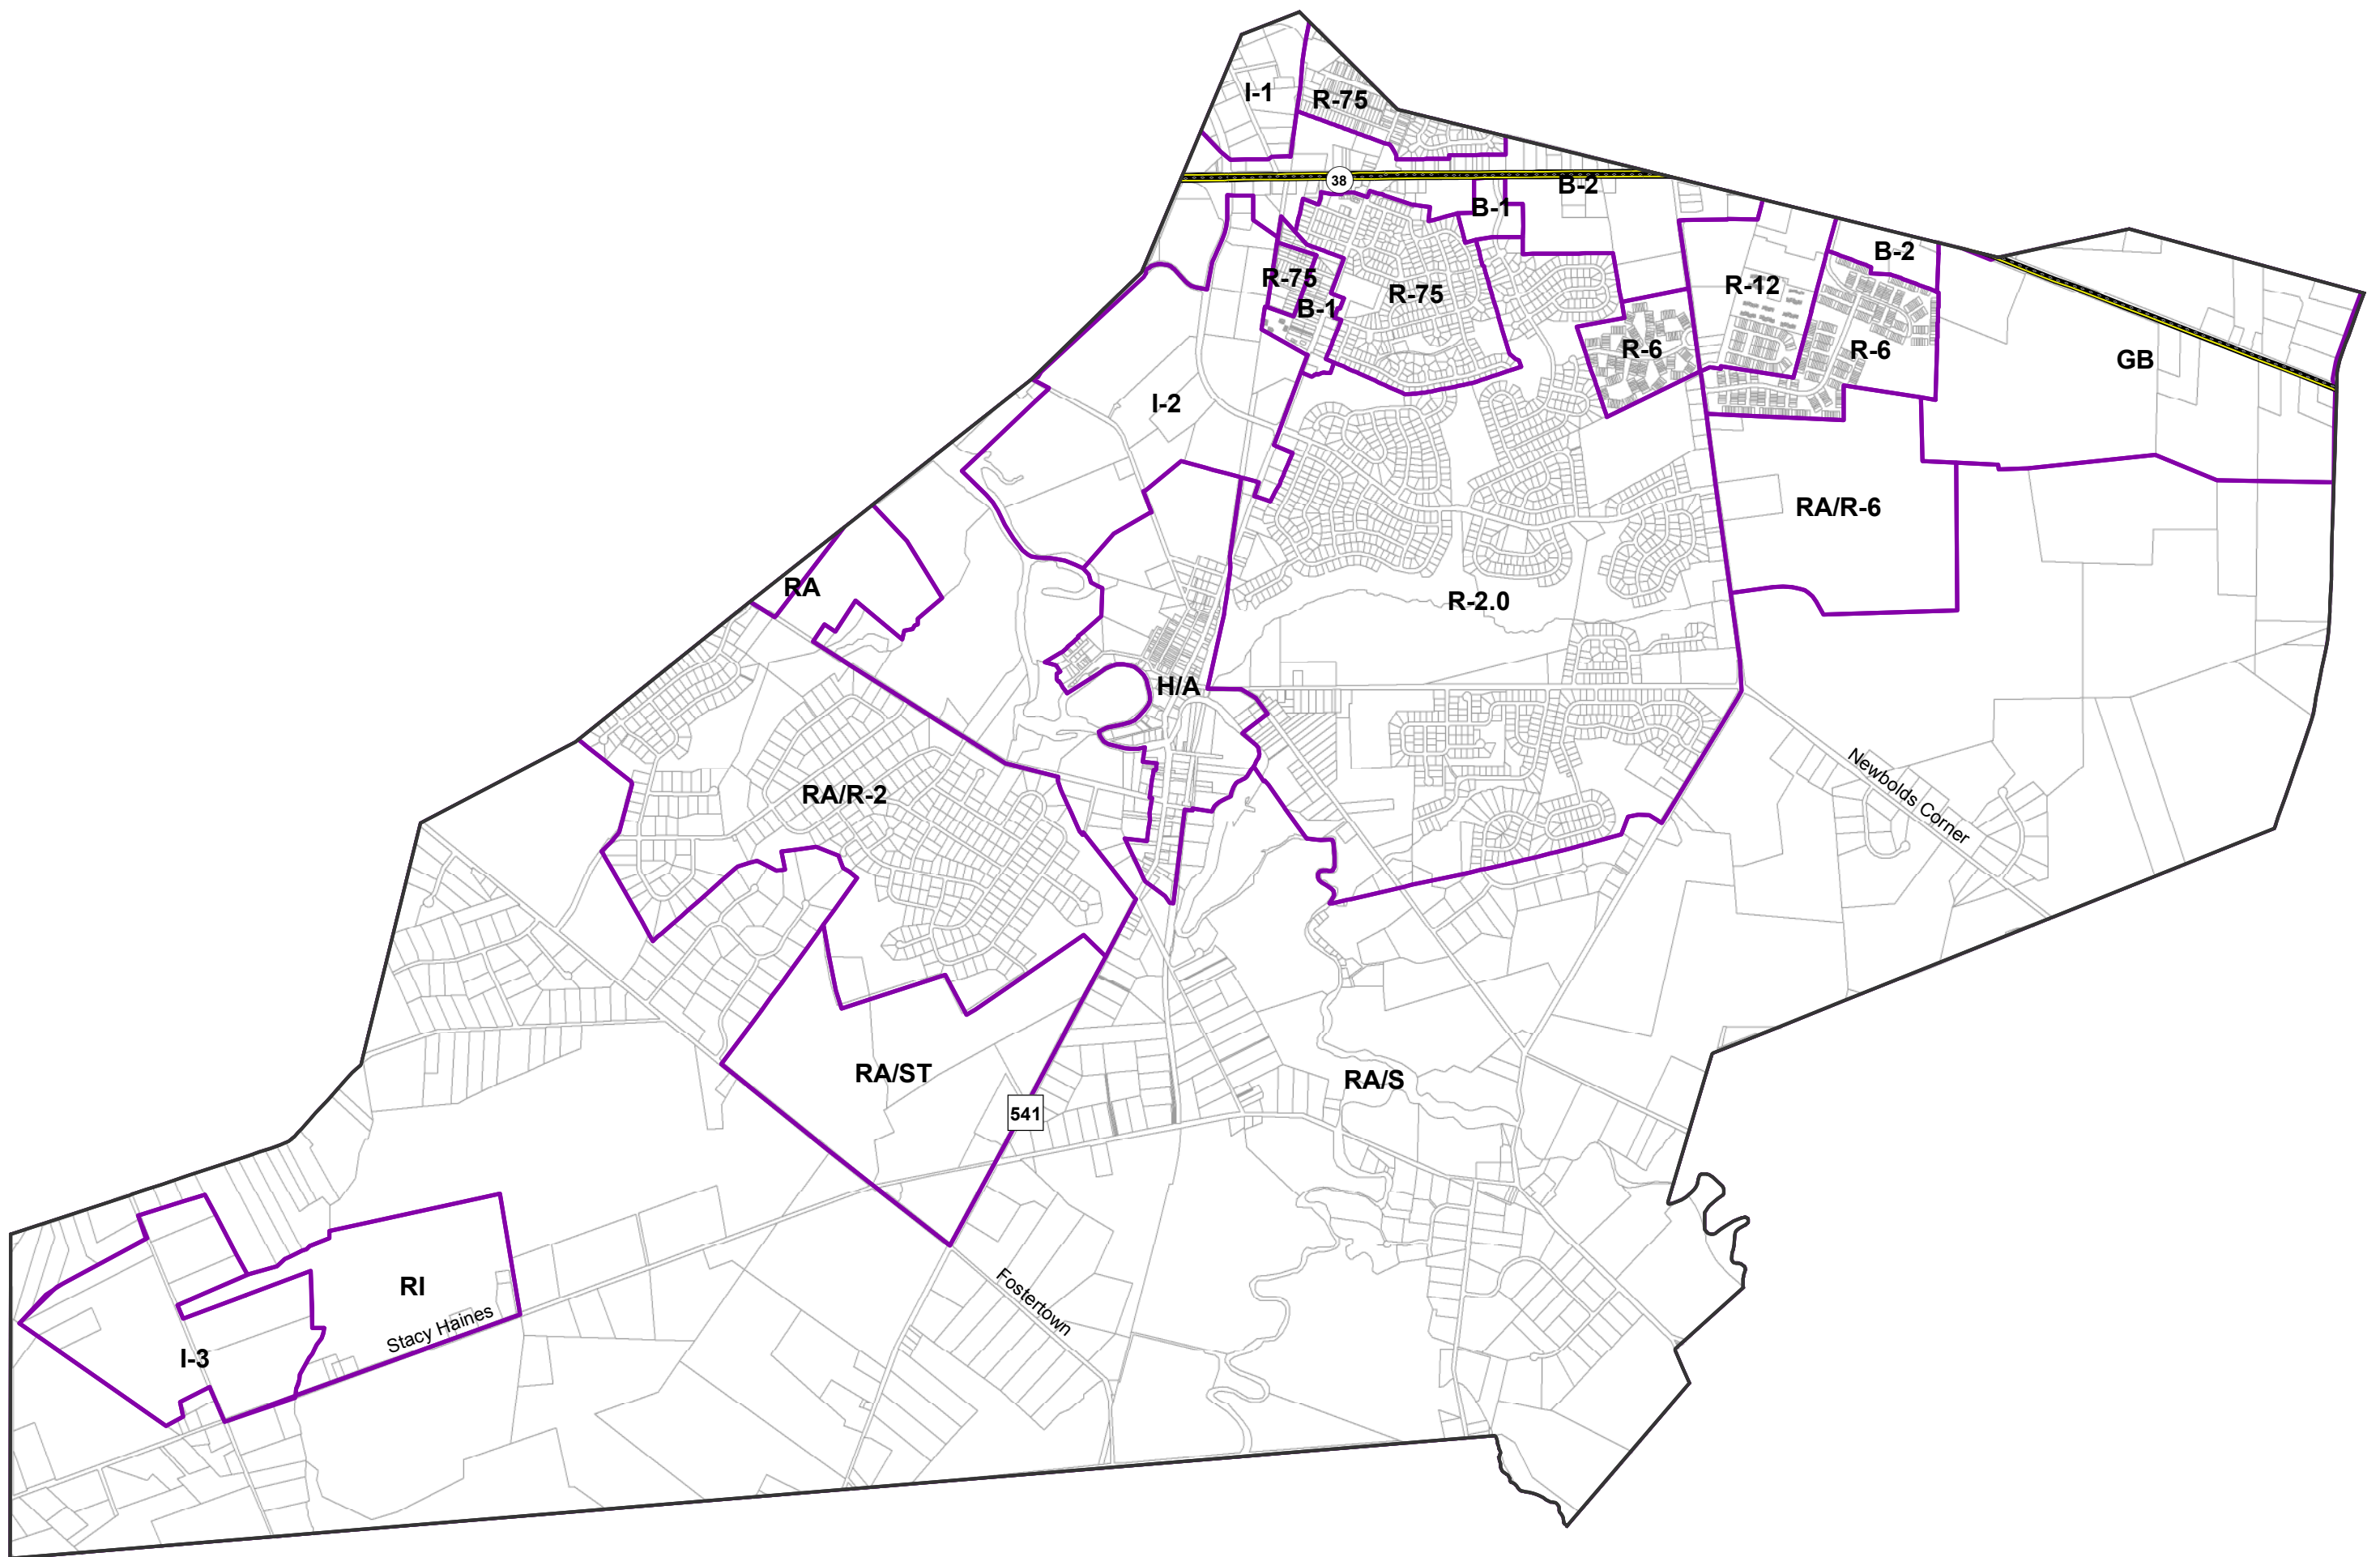 I-1
R-75
38
B-2
B-1
B-2
R-75
R-12
R-75
B-1
R-6
R-6
GB
I-2
RA/R-6
RA
R-2.0
H/A
Newbolds Corner
RA/R-2
RA/ST
RA/S
541
RI
Fostertown
Stacy Haines
I-3